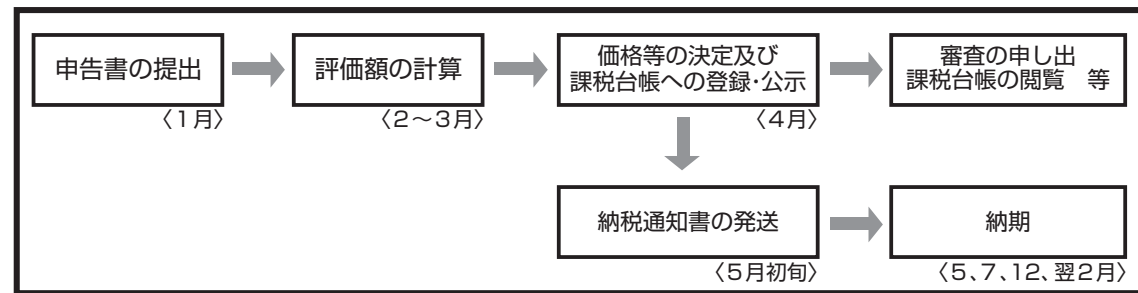 申告書の提出
〈1月〉
評価額の計算
〈2～3月〉
価格等の決定及び
課税台帳への登録・公示
〈4月〉
審査の申し出
課税台帳の閲覧　等
納税通知書の発送
〈5月初旬〉
納期
〈5、7、12、翌2月〉